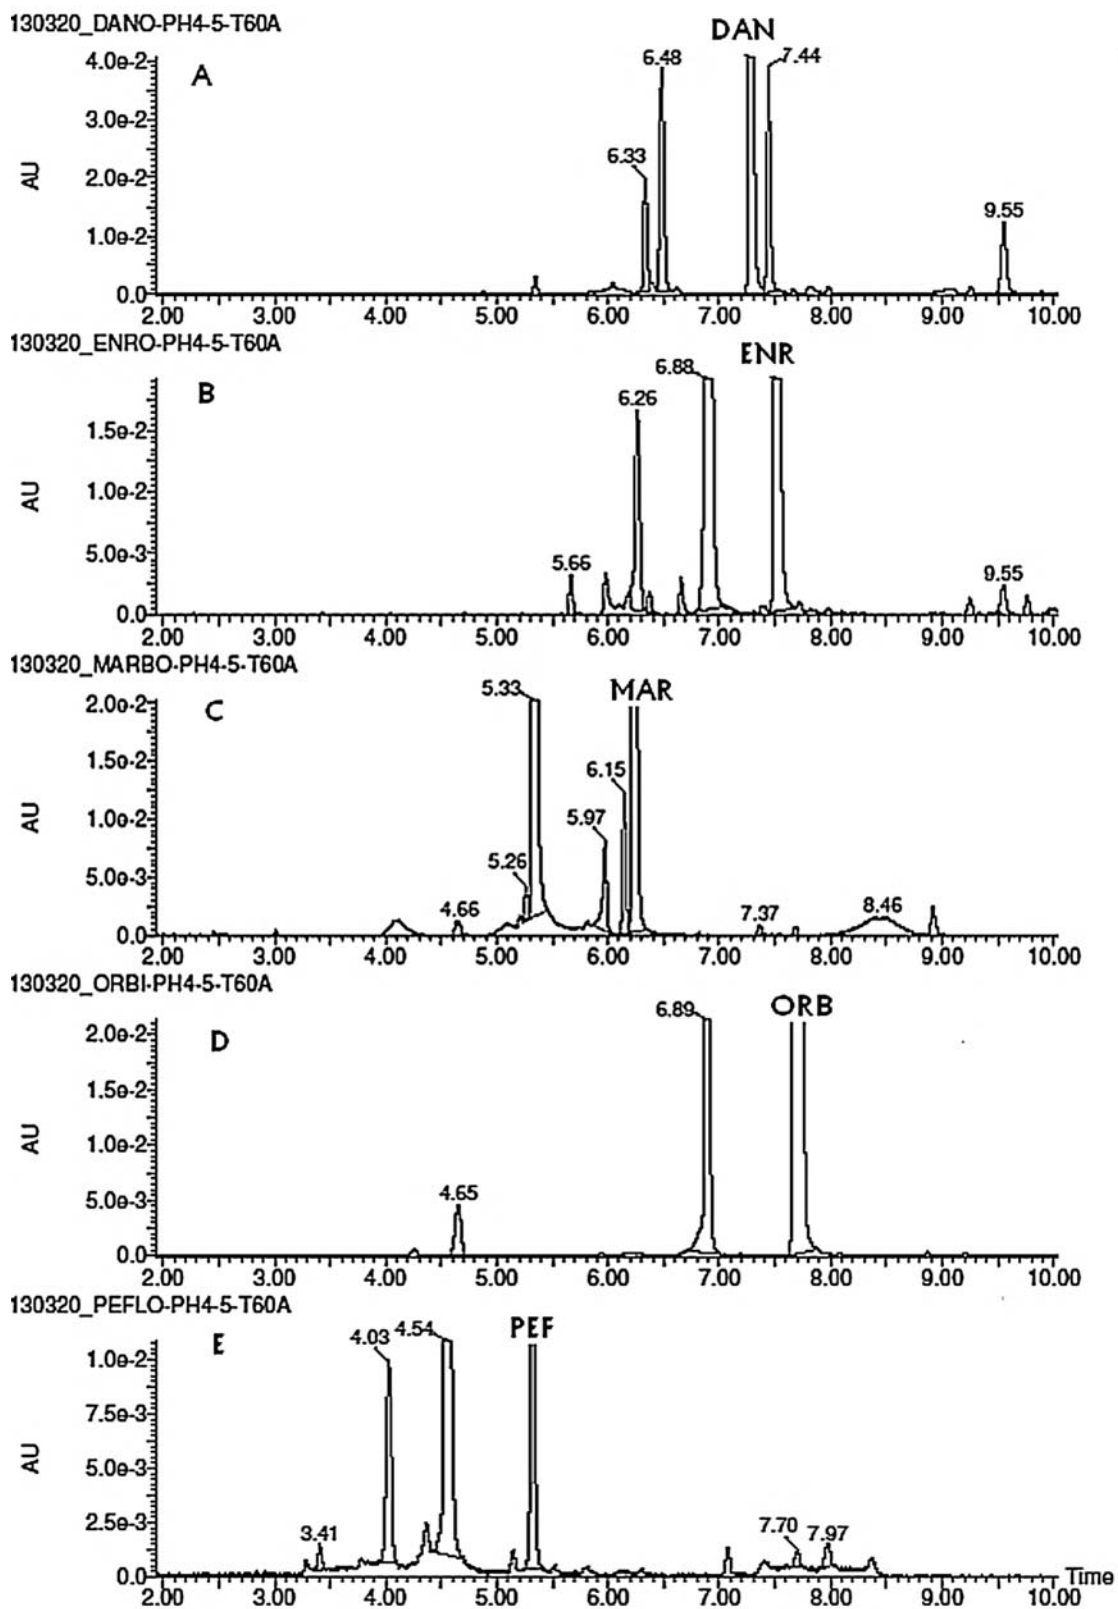 130320_DANO-PH4-5-T60A
DAN
A
6.48
7.44
6.33
9.55
4.0e-2
3.0e-2
2.0e-2
1.0e-2
0.0
AU
2.00 3.00 4.00 5.00 6.00 7.00 8.00 9.00 10.00
130320_ENRO-PH4-5-T60A
ENR
B
6.88
6.26
5.66
9.55
1.5e-2
1.0e-2
5.0e-3
0.0
AU
2.00 3.00 4.00 5.00 6.00 7.00 8.00 9.00 10.00
130320_MARBO-PH4-5-T60A
MAR
C
5.33
6.15
5.97
5.26
4.66
7.37
8.46
2.0e-2
1.5e-2
1.0e-2
5.0e-3
0.0
AU
2.00 3.00 4.00 5.00 6.00 7.00 8.00 9.00 10.00
130320_ORBI-PH4-5-T60A
ORB
D
6.89
4.65
2.0e-2
1.5e-2
1.0e-2
5.0e-3
0.0
AU
2.00 3.00 4.00 5.00 6.00 7.00 8.00 9.00 10.00
130320_PEFLO-PH4-5-T60A
PEF
E
4.03
4.54
3.41
7.70
7.97
1.0e-2
7.5e-3
5.0e-3
2.5e-3
0.0
AU
Time
2.00 3.00 4.00 5.00 6.00 7.00 8.00 9.00 10.00